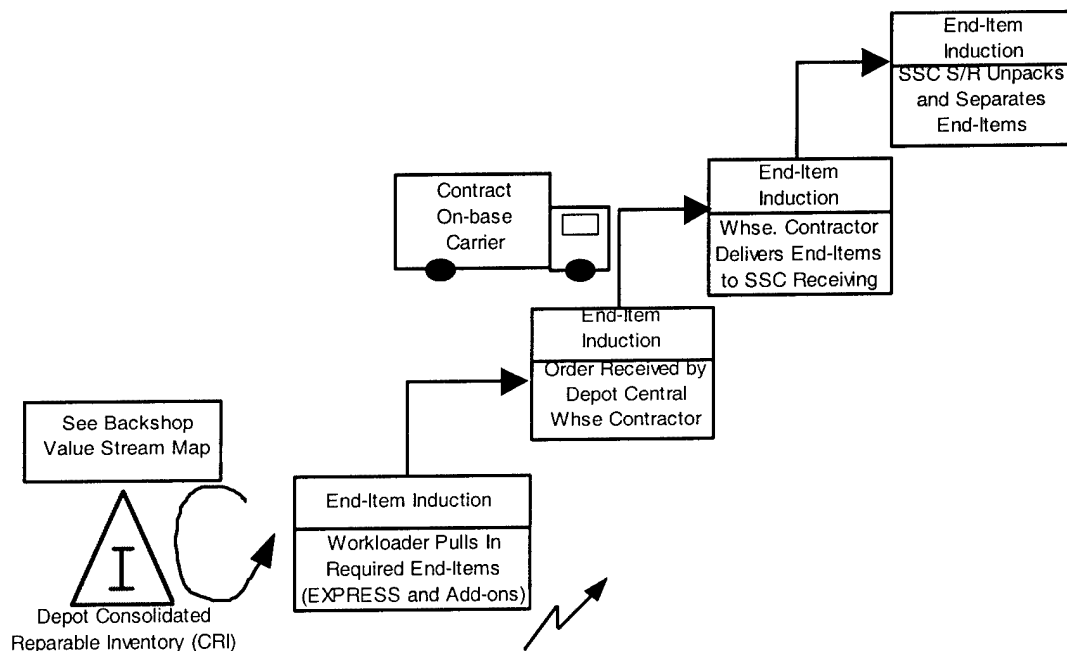 End-Item
Induction
SSC S/R Unpacks
and Separates
End-Items
End-Item
Induction
Whse. Contractor
Delivers End-Items
to SSC Receiving
Contract
On-base
Carrier
End-Item
Induction
Order Received by
Depot Central
Whse Contractor
See Backshop
Value Stream Map
End-Item Induction
Workloader Pulls In
Required End-Items
(EXPRESS and Add-ons)
I
Depot Consolidated
Reparable Inventory (CRI)